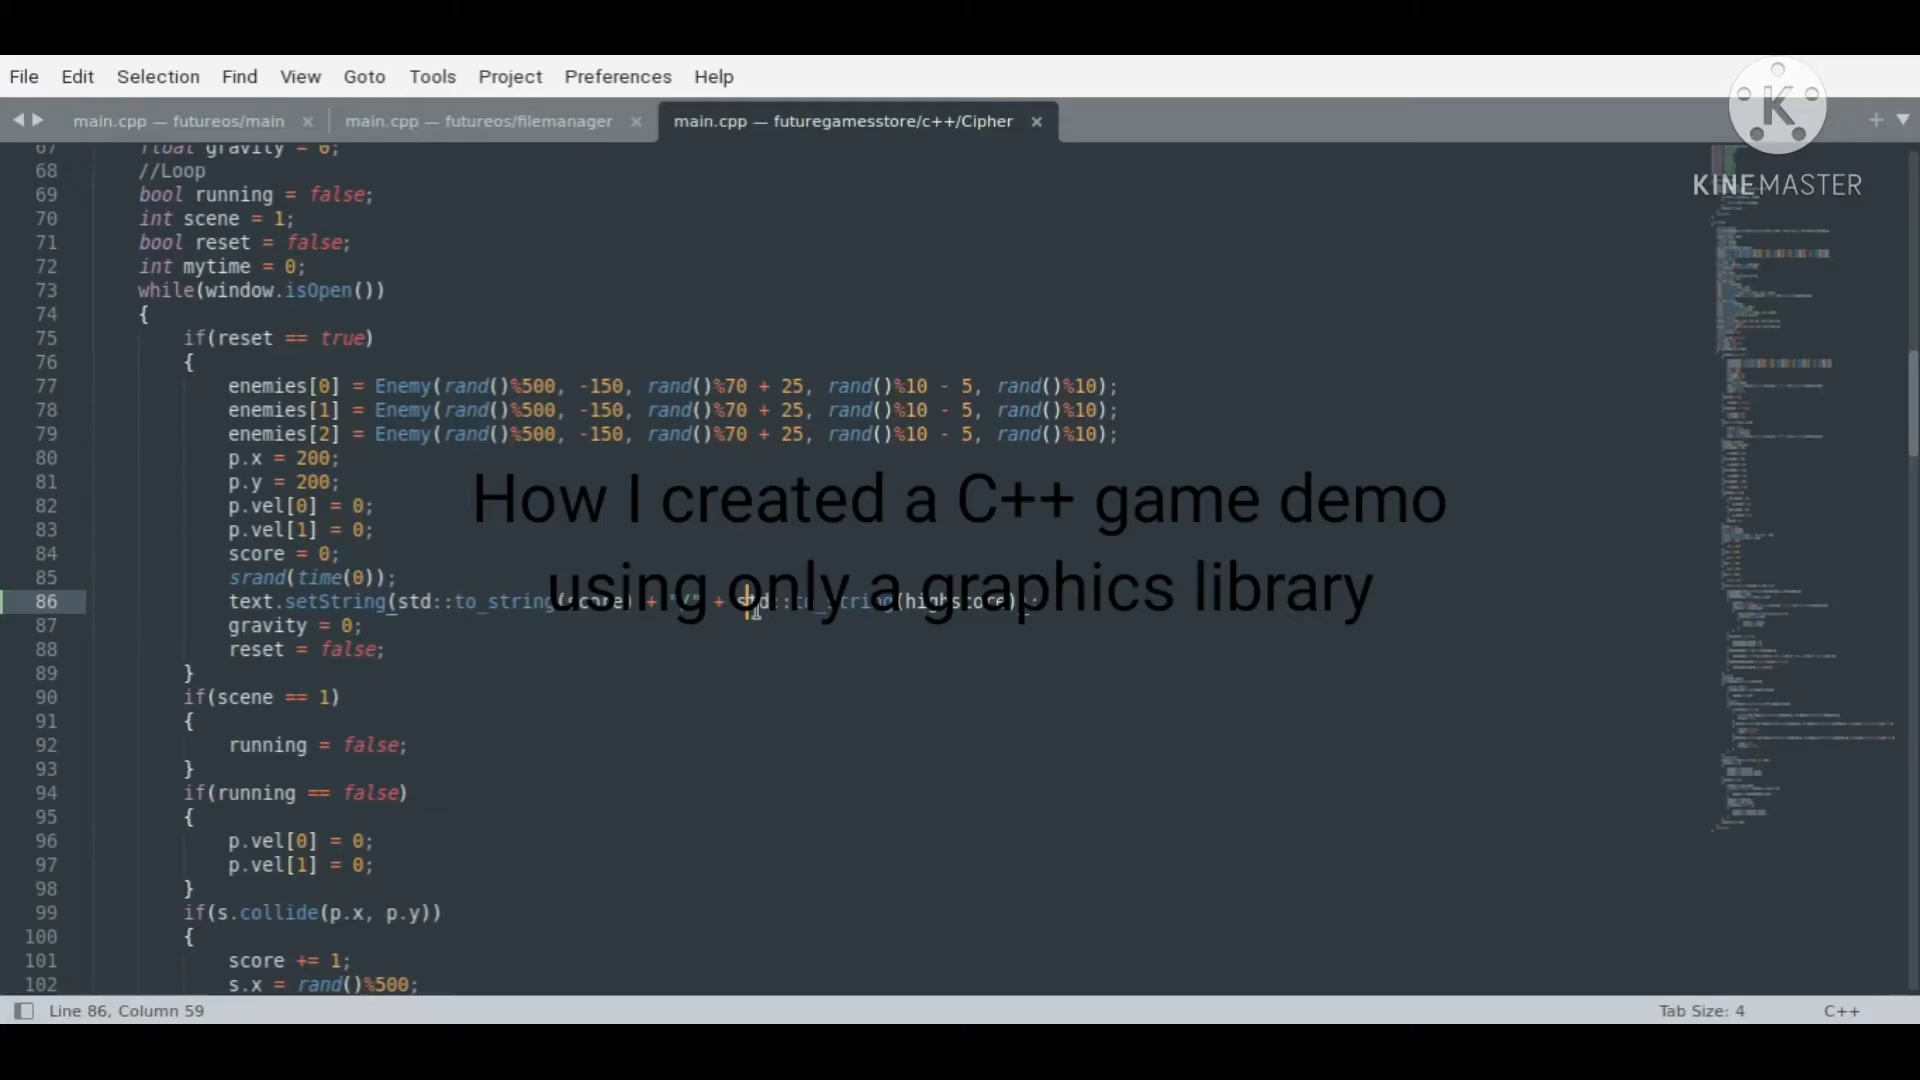 File Edit Selection Find View Goto Tools Project Preferences Help
main.cpp — futureos/main × main.cpp — futureos/filemanager × main.cpp — futuregamesstore/c++/Cipher ×
K
KINEMASTER
67 float gravity = 0;
68 //Loop
69 bool running = false;
70 int scene = 1;
71 bool reset = false;
72 int mytime = 0;
73 while(window.isOpen())
74 {
75 if(reset == true)
76 {
77 enemies[0] = Enemy(rand()%500, -150, rand()%70 + 25, rand()%10 - 5, rand()%10);
78 enemies[1] = Enemy(rand()%500, -150, rand()%70 + 25, rand()%10 - 5, rand()%10);
79 enemies[2] = Enemy(rand()%500, -150, rand()%70 + 25, rand()%10 - 5, rand()%10);
80 p.x = 200;
81 p.y = 200;
82 p.vel[0] = 0;
83 p.vel[1] = 0;
84 score = 0;
85 srand(time(0));
86 text.setString(std::to_string(score) + "/" + std::to_string(highscore));
87 gravity = 0;
88 reset = false;
89 }
90 if(scene == 1)
91 {
92 running = false;
93 }
94 if(running == false)
95 {
96 p.vel[0] = 0;
97 p.vel[1] = 0;
98 }
99 if(s.collide(p.x, p.y))
100 {
101 score += 1;
102 s.x = rand()%500;
How I created a C++ game demo
using only a graphics library
Line 86, Column 59 Tab Size: 4 C++